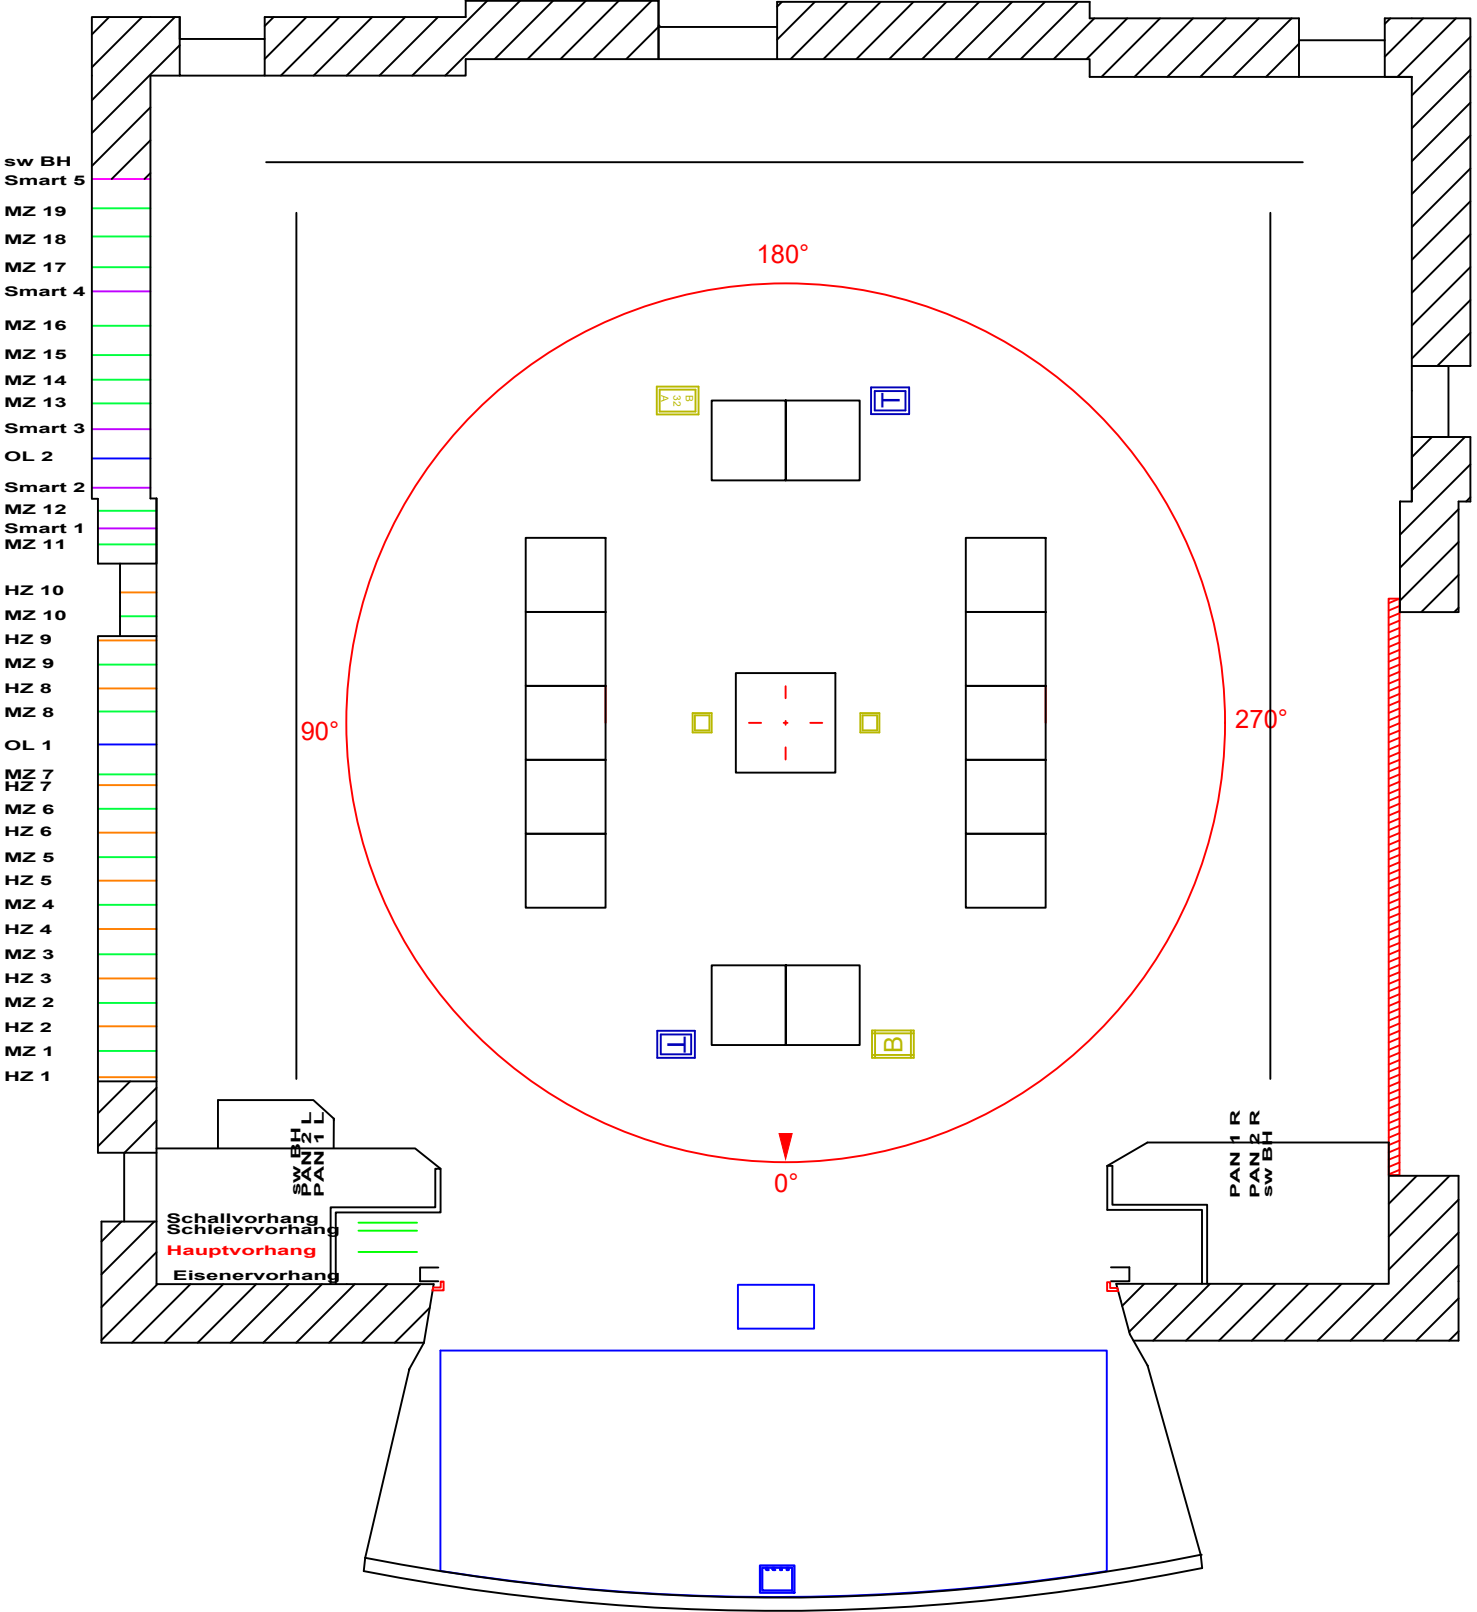 sw BH
Smart 5
MZ 19
MZ 18
MZ 17
Smart 4
MZ 16
MZ 15
MZ 14
MZ 13
Smart 3
OL 2
Smart 2
MZ 12
Smart 1
MZ 11
HZ 10
MZ 10
HZ 9
MZ 9
HZ 8
MZ 8
OL 1
MZ 7
HZ 7
MZ 6
HZ 6
MZ 5
HZ 5
MZ 4
HZ 4
MZ 3
HZ 3
MZ 2
HZ 2
MZ 1
HZ 1
180°
B
32
A
T
90°
270°
T
B
0°
sw BH
PAN 2 L
PAN 1 L
PAN 1 R
PAN 2 R
sw BH
Schallvorhang
Schleiervorhang
Hauptvorhang
Eisenervorhang